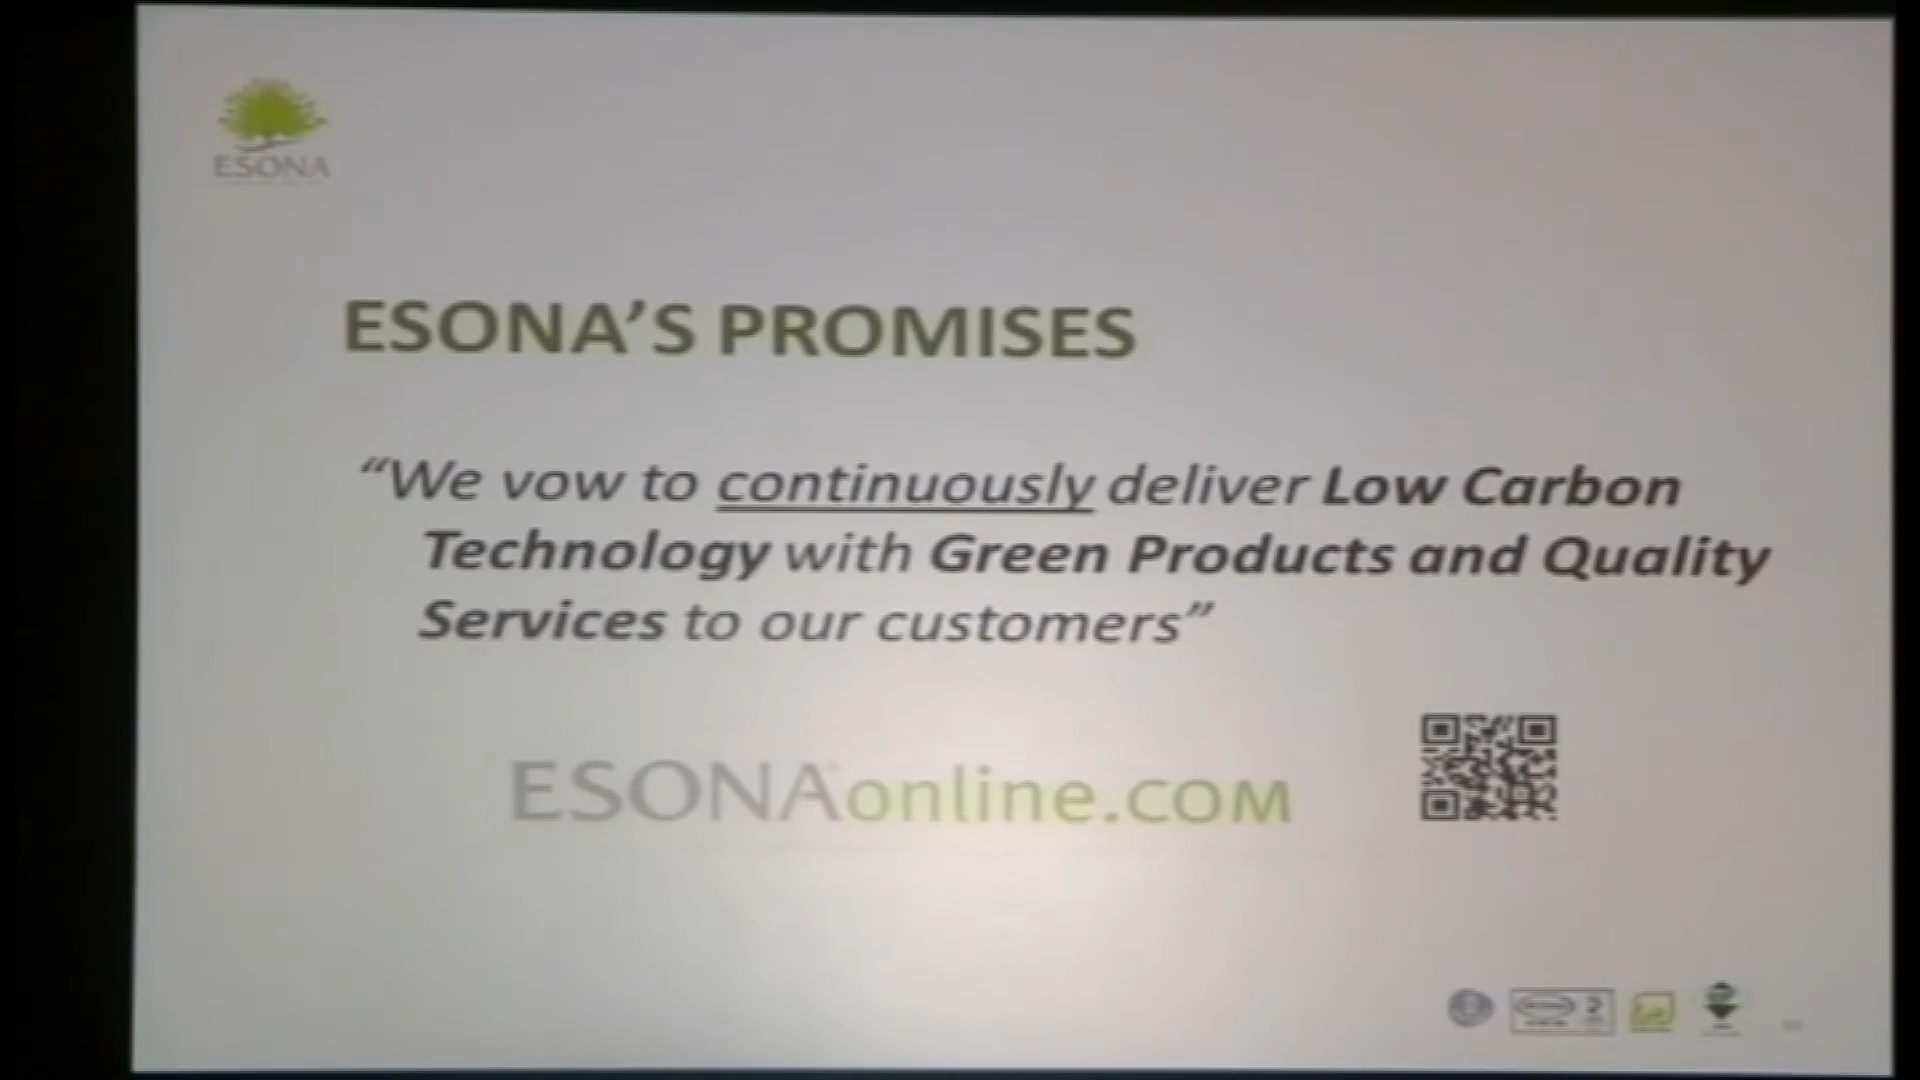 ESONA
ESONA’S PROMISES
“We vow to continuously deliver Low Carbon
Technology with Green Products and Quality
Services to our customers”
ESONAonline.COM